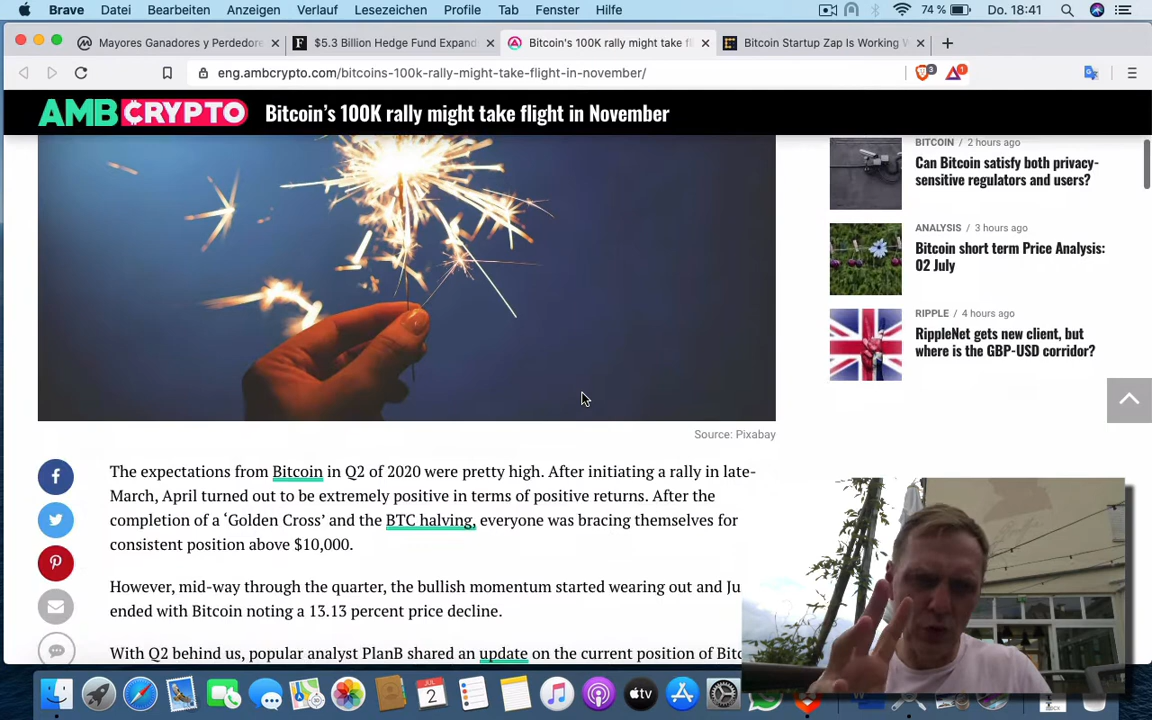 Brave Datei Bearbeiten Anzeigen Verlauf Lesezeichen Profile Tab Fenster Hilfe 74 % Do. 18:41
Mayores Ganadores y Perdedore
$5.3 Billion Hedge Fund Expand
Bitcoin's 100K rally might take f
Bitcoin Startup Zap Is Working W
eng.ambcrypto.com/bitcoins-100k-rally-might-take-flight-in-november/
3
1
AMBCRYPTO Bitcoin's 100K rally might take flight in November
BITCOIN / 2 hours ago
Can Bitcoin satisfy both privacy-
sensitive regulators and users?
ANALYSIS / 3 hours ago
Bitcoin short term Price Analysis:
02 July
RIPPLE / 4 hours ago
RippleNet gets new client, but
where is the GBP-USD corridor?
Source: Pixabay
The expectations from Bitcoin in Q2 of 2020 were pretty high. After initiating a rally in late-
March, April turned out to be extremely positive in terms of positive returns. After the
completion of a ‘Golden Cross’ and the BTC halving, everyone was bracing themselves for
consistent position above $10,000.
However, mid-way through the quarter, the bullish momentum started wearing out and Ju
ended with Bitcoin noting a 13.13 percent price decline.
With Q2 behind us, popular analyst PlanB shared an update on the current position of Bitc
2
tv